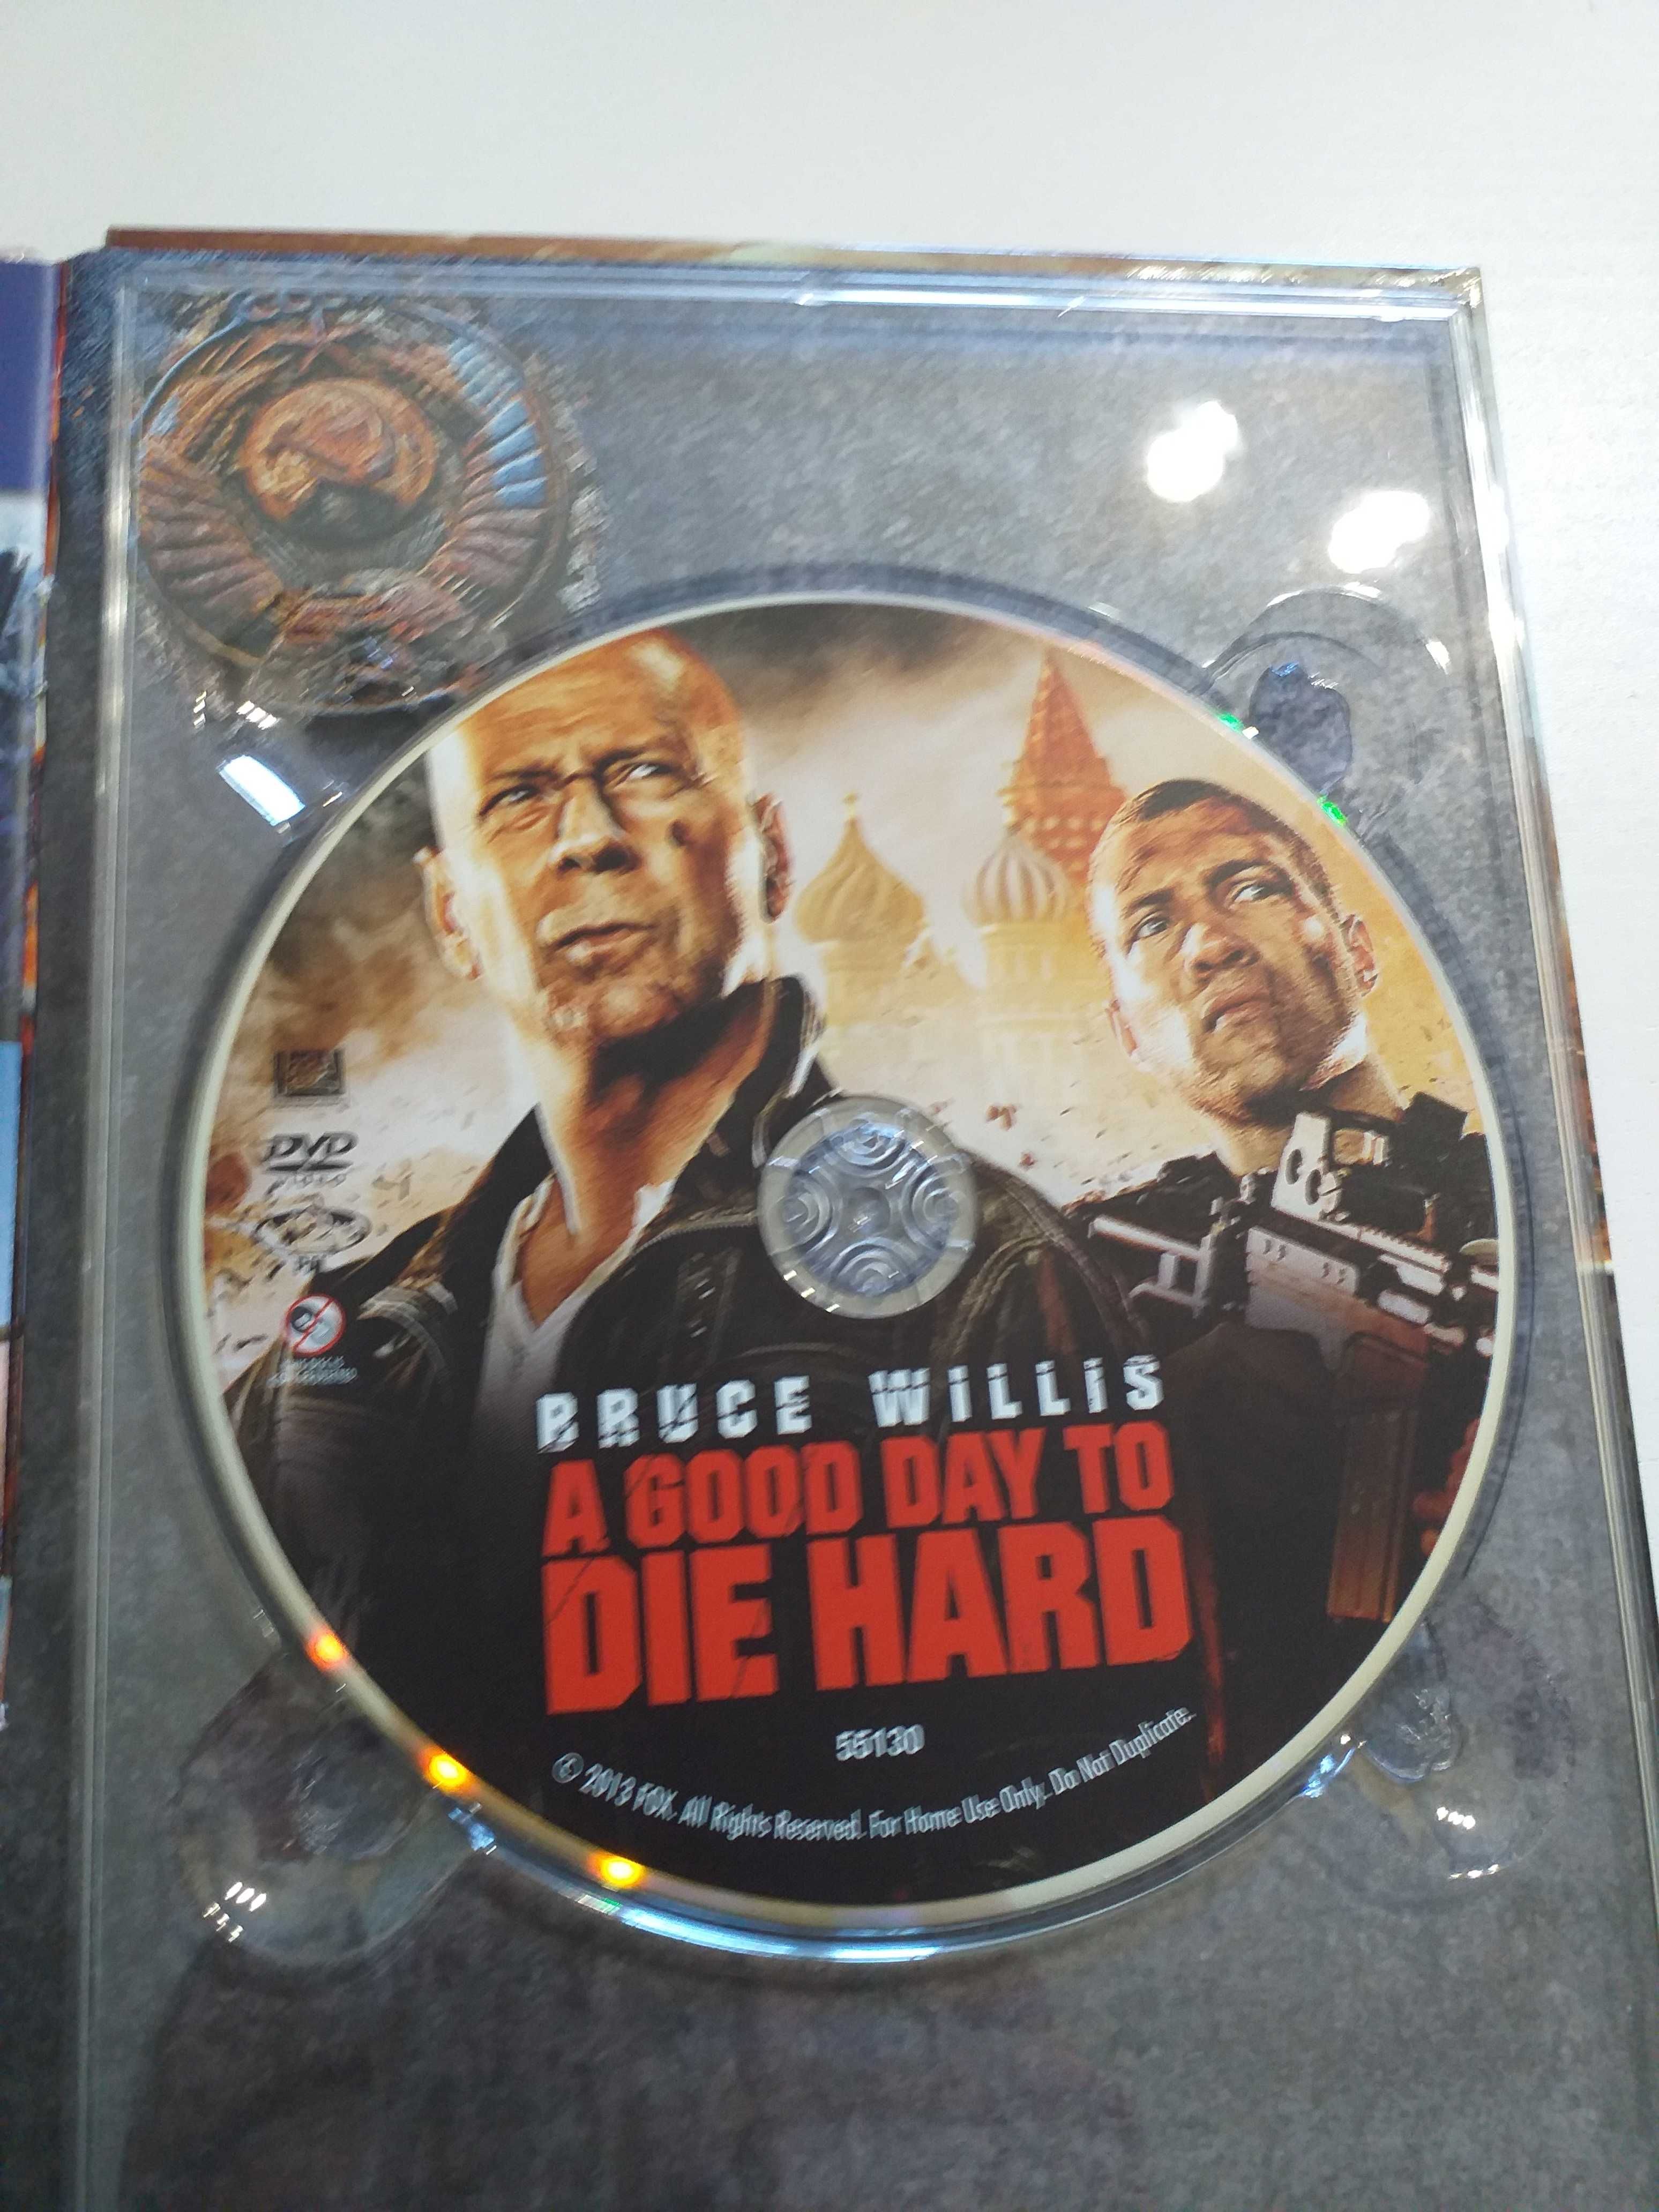 DVD
VIDEO
BRUCE WILLIS
A GOOD DAY TO
DIE HARD
55130
© 2013 FOX. All Rights Reserved. For Home Use Only. Do Not Duplicate.